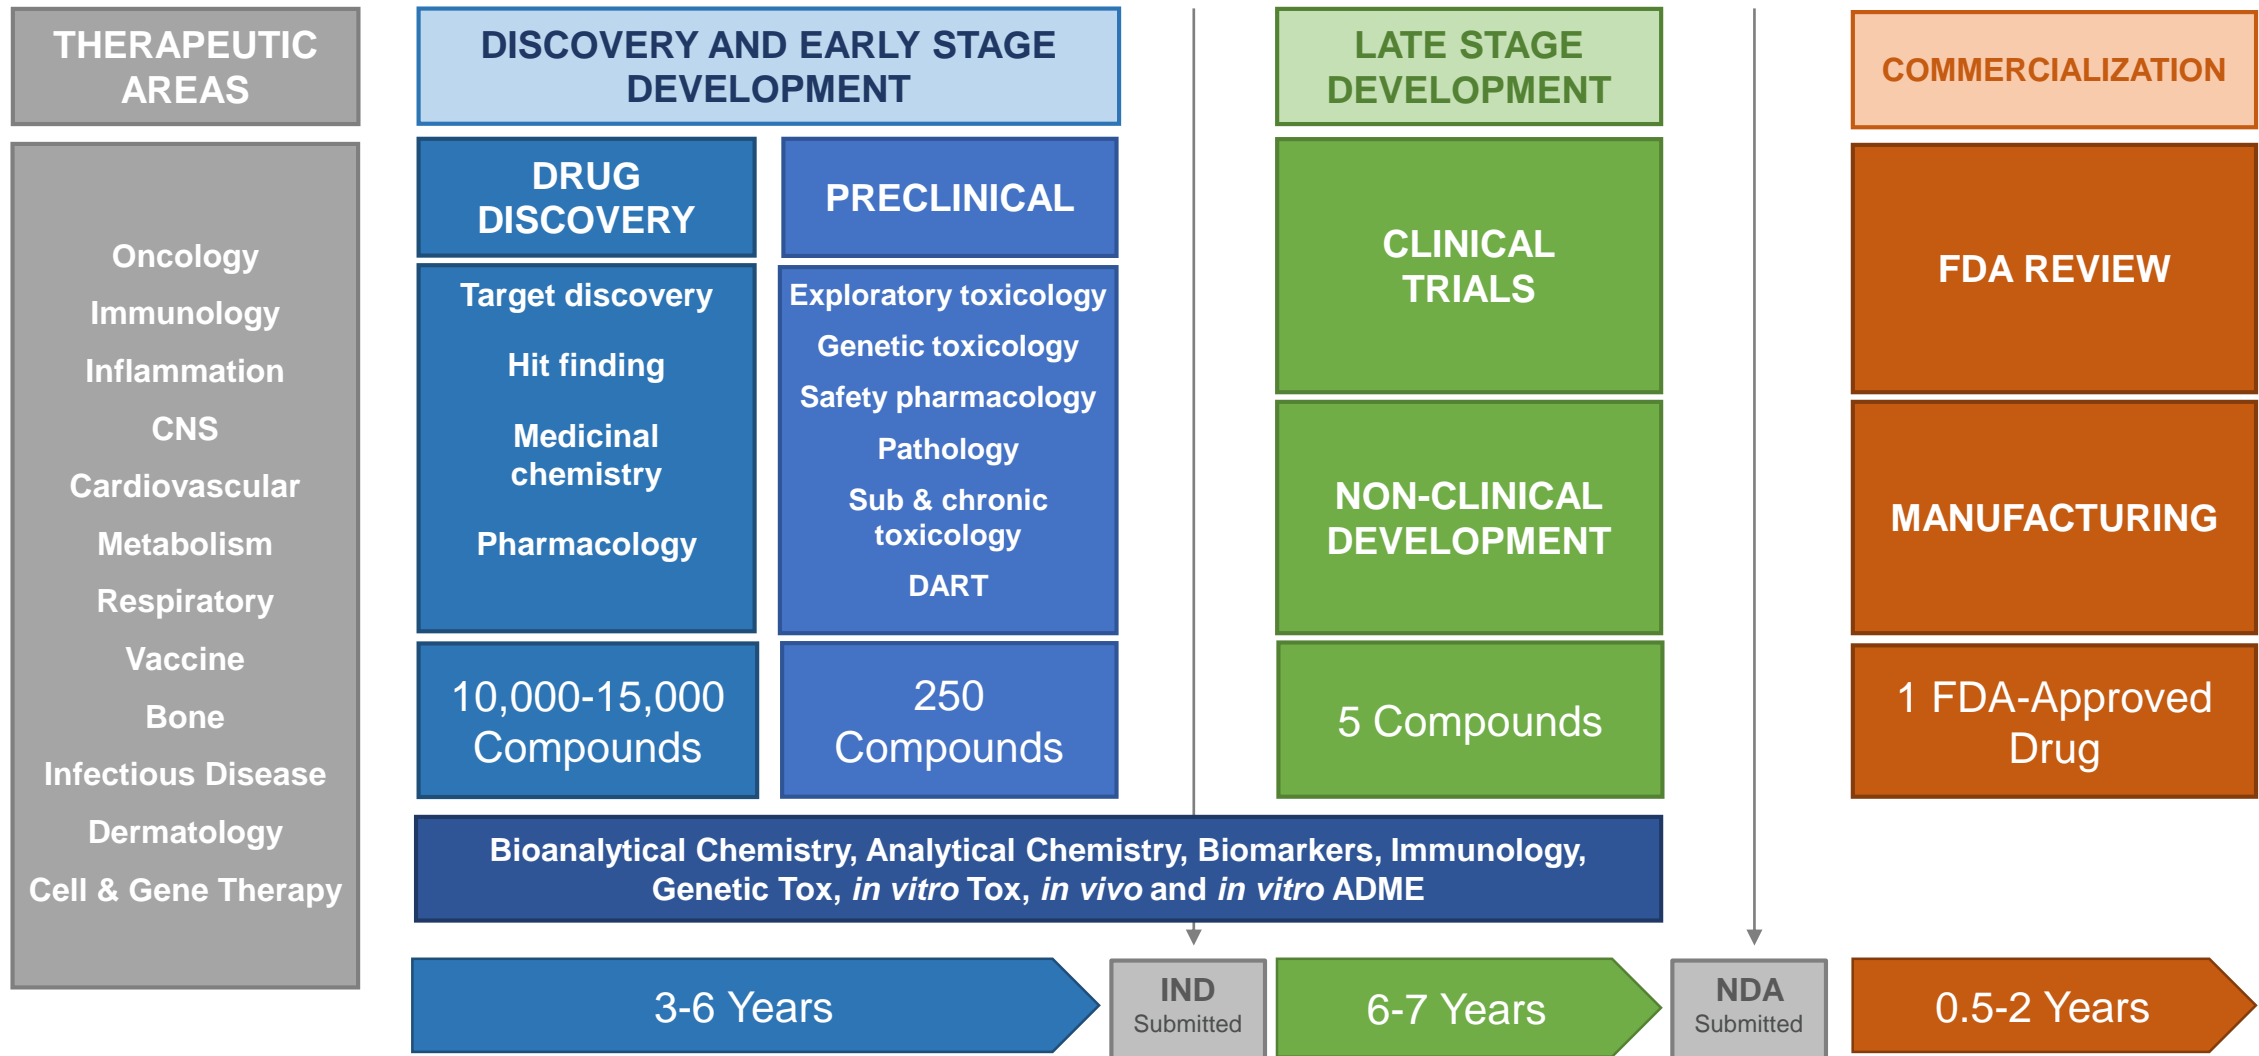 THERAPEUTIC
AREAS
Oncology
Immunology
Inflammation
CNS
Cardiovascular
Metabolism
Respiratory
Vaccine
Bone
Infectious Disease
Dermatology
Cell & Gene Therapy
DISCOVERY AND EARLY STAGE
DEVELOPMENT
DRUG
DISCOVERY
Target discovery
Hit finding
Medicinal
chemistry
Pharmacology
10,000-15,000
Compounds
PRECLINICAL
Exploratory toxicology
Genetic toxicology
Safety pharmacology
Pathology
Sub & chronic
toxicology
DART
250
Compounds
LATE STAGE
DEVELOPMENT
CLINICAL
TRIALS
NON-CLINICAL
DEVELOPMENT
5 Compounds
COMMERCIALIZATION
FDA REVIEW
MANUFACTURING
1 FDA-Approved
Drug
Bioanalytical Chemistry, Analytical Chemistry, Biomarkers, Immunology,
Genetic Tox, in vitro Tox, in vivo and in vitro ADME
3-6 Years
IND
Submitted
6-7 Years
NDA
Submitted
0.5-2 Years